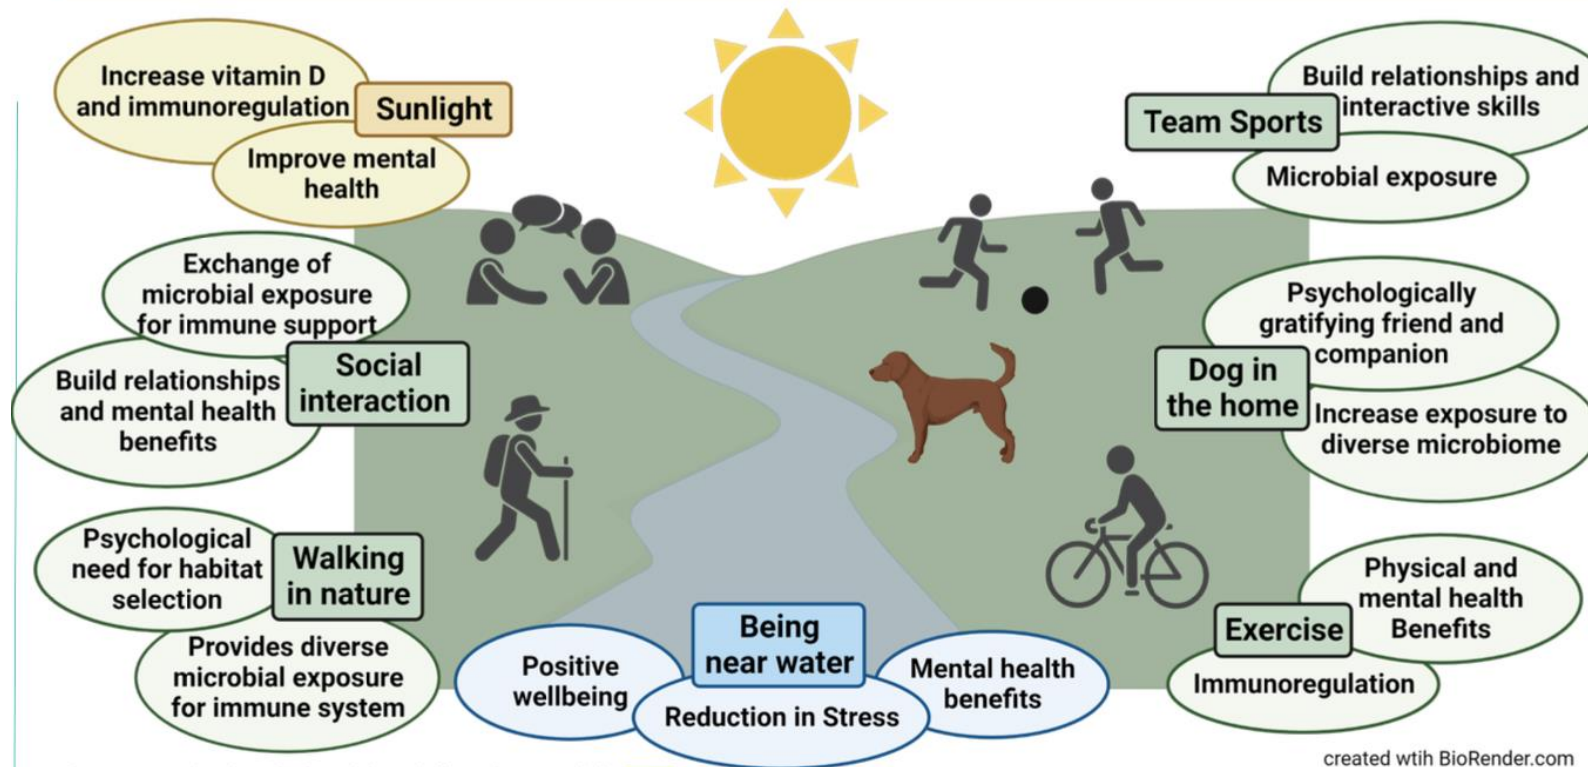 Increase vitamin D
and immunoregulation
Sunlight
Improve mental
health
Build relationships and
interactive skills
Team Sports
Microbial exposure
Exchange of
microbial exposure
for immune support
Social
interaction
Build relationships
and mental health
benefits
Psychologically
gratifying friend and
companion
Dog in
the home
Increase exposure to
diverse microbiome
Psychological
need for habitat
selection
Walking
in nature
Provides diverse
microbial exposure
for immune system
Being
near water
Positive
wellbeing
Reduction in Stress
Mental health
benefits
Physical and
mental health
Benefits
Exercise
Immunoregulation
created wtih BioRender.com